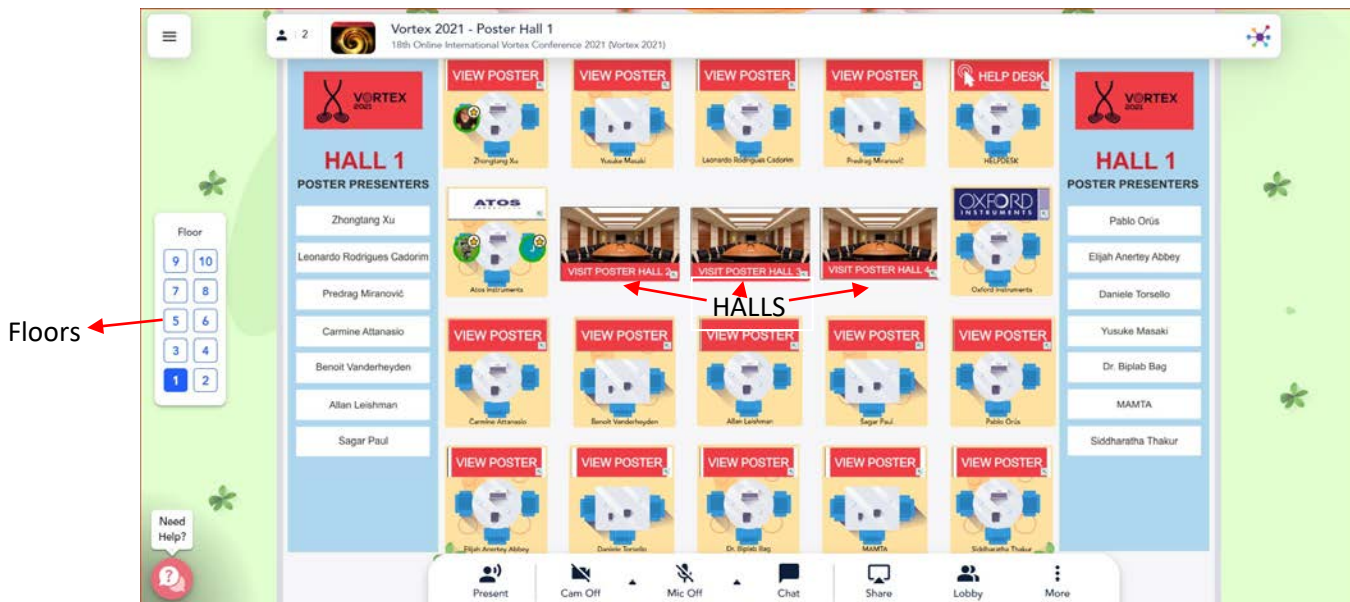 2
Vortex 2021 - Poster Hall 1
18th Online International Vortex Conference 2021 (Vortex 2021)
VORTEX
2021
HALL 1
POSTER PRESENTERS
Zhongtang Xu
Leonardo Rodrigues Cadorim
Predrag Miranović
Carmine Attanasio
Benoit Vanderheyden
Allan Leishman
Sagar Paul
VIEW POSTER
Zhongtang Xu
VIEW POSTER
Yusuke Masaki
VIEW POSTER
Leonardo Rodrigues Cadorim
VIEW POSTER
Predrag Miranović
HELP DESK
HELPDESK
ATOS
Atos Instruments
VISIT POSTER HALL 2
VISIT POSTER HALL 3
VISIT POSTER HALL 4
OXFORD
INSTRUMENTS
Oxford Instruments
HALLS
VIEW POSTER
Carmine Attanasio
VIEW POSTER
Benoit Vanderheyden
VIEW POSTER
Allan Leishman
VIEW POSTER
Sagar Paul
VIEW POSTER
Pablo Orús
VIEW POSTER
Elijah Anertey Abbey
VIEW POSTER
Daniele Torsello
VIEW POSTER
Dr. Biplab Bag
VIEW POSTER
MAMTA
VIEW POSTER
Siddharatha Thakur
VORTEX
2021
HALL 1
POSTER PRESENTERS
Pablo Orús
Elijah Anertey Abbey
Daniele Torsello
Yusuke Masaki
Dr. Biplab Bag
MAMTA
Siddharatha Thakur
Floors
Floor
9 10
7 8
5 6
3 4
1 2
Need
Help?
Present
Cam Off
Mic Off
Chat
Share
Lobby
More